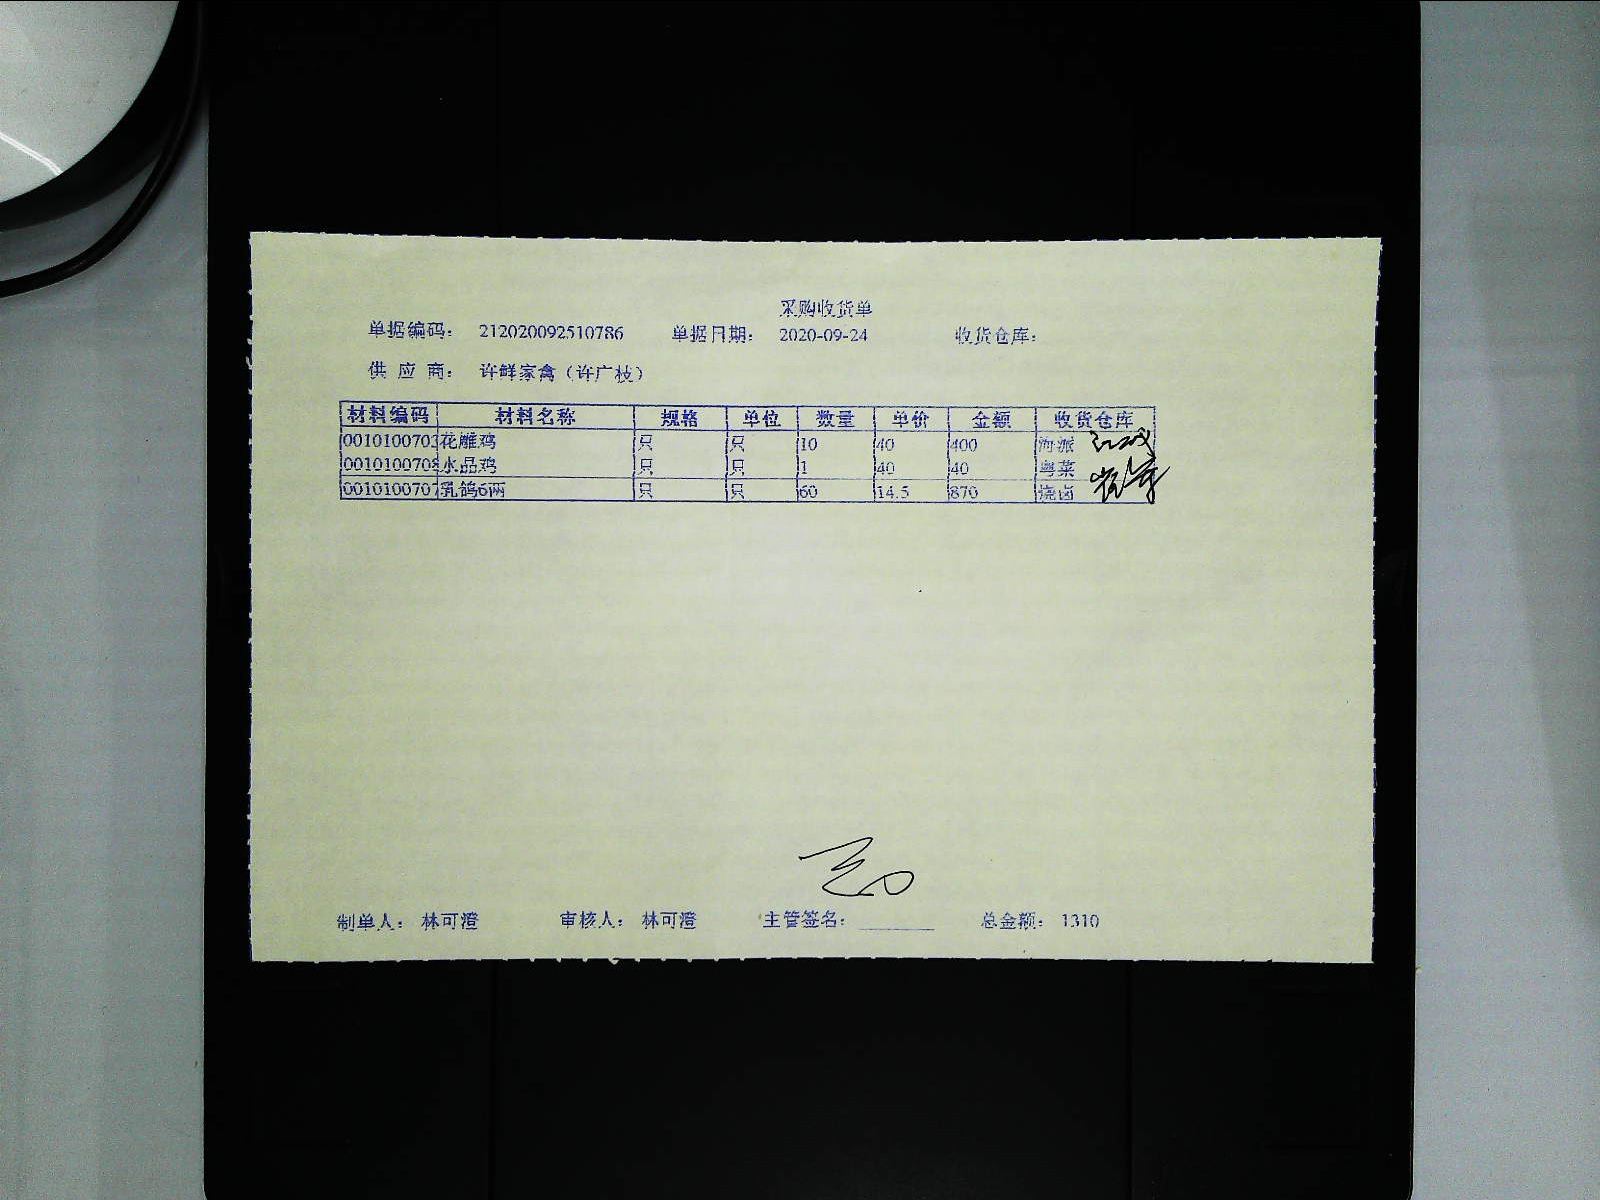 采购收货单
单据编码： 212020092510786 单据日期： 2020-09-24 收货仓库：
供 应 商： 许鲜家禽（许广枝）
材料编码 材料名称 规格 单位 数量 单价 金额 收货仓库
0010100703 花雕鸡 只 只 10 40 400 海派
0010100708 水晶鸡 只 只 1 40 40 粤菜
0010100707 乳鸽6两 只 只 60 14.5 870 烧卤
制单人： 林可澄 审核人： 林可澄 主管签名： 总金额： 1310